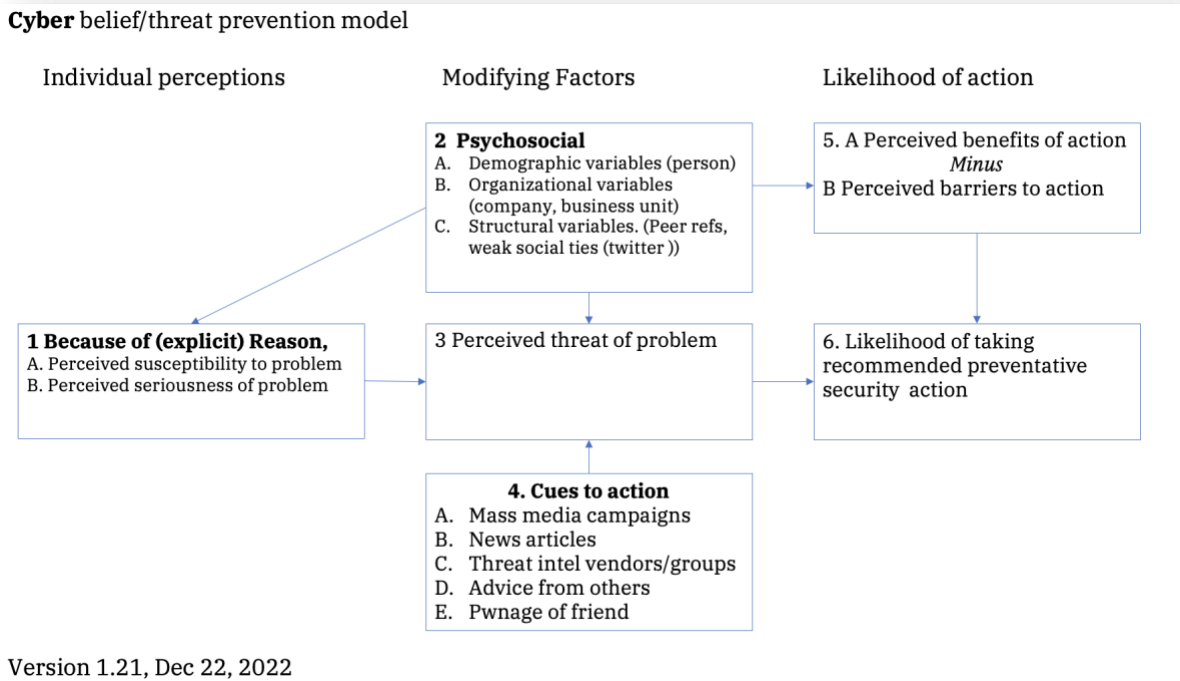 Cyber belief/threat prevention model
Individual perceptions
Modifying Factors
Likelihood of action
2 Psychosocial
A. Demographic variables (person)
B. Organizational variables
(company, business unit)
C. Structural variables. (Peer refs,
weak social ties (twitter ))
5. A Perceived benefits of action
Minus
B Perceived barriers to action
1 Because of (explicit) Reason,
A. Perceived susceptibility to problem
B. Perceived seriousness of problem
3 Perceived threat of problem
6. Likelihood of taking
recommended preventative
security action
4. Cues to action
A. Mass media campaigns
B. News articles
C. Threat intel vendors/groups
D. Advice from others
E. Pwnage of friend
Version 1.21, Dec 22, 2022